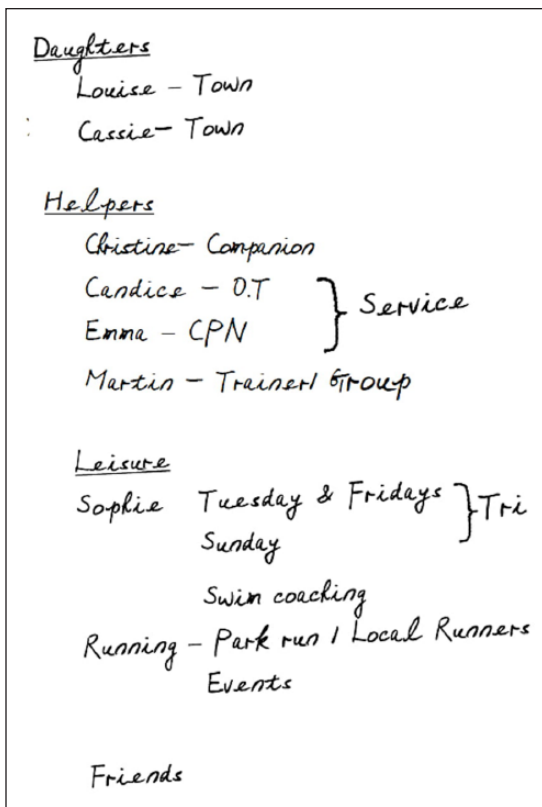 Daughters
Louise – Town
Cassie – Town
Helpers
Christine – Companion
Candice – O.T
Emma – CPN
} Service
Martin – Trainer/ Group
Leisure
Sophie Tuesday & Fridays
Sunday
} Tri
Swim coaching
Running – Park run / Local Runners
Events
Friends